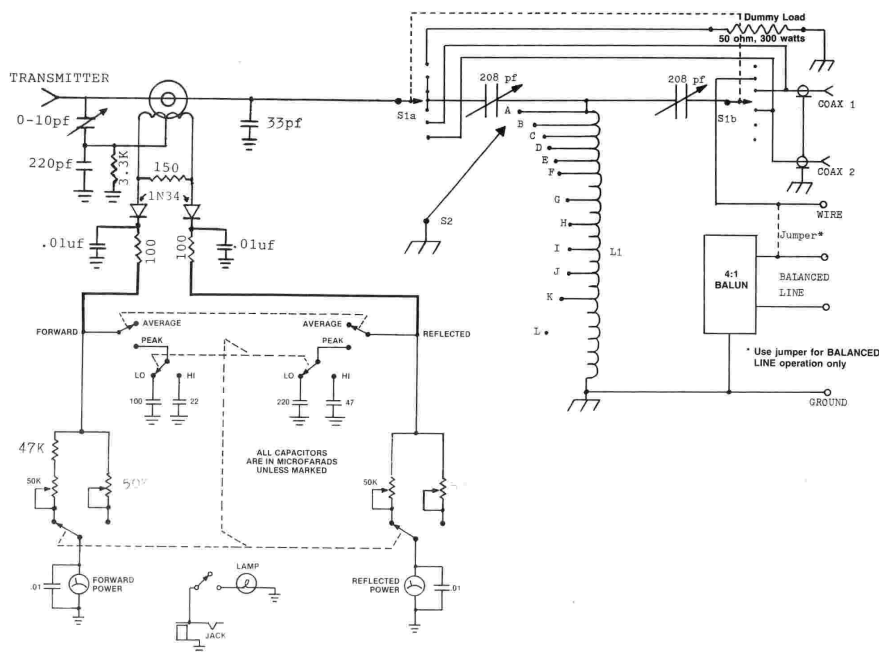 Dummy Load
50 ohm, 300 watts
TRANSMITTER
208 pf
208 pf
0-10pf
33pf
S1a
A
S1b
COAX 1
B
C
220pf
3.3K
150
D
E
F
COAX 2
1N34
G
S2
WIRE
.01uf
100
100
.01uf
H
Jumper*
I
L1
4:1
BALUN
BALANCED
LINE
J
K
FORWARD
AVERAGE
AVERAGE
REFLECTED
L
PEAK
PEAK
* Use jumper for BALANCED
LINE operation only
LO
HI
LO
HI
100
22
220
47
GROUND
47K
ALL CAPACITORS
ARE IN MICROFARADS
UNLESS MARKED
50K
50K
.01
FORWARD
POWER
LAMP
REFLECTED
POWER
.01
JACK